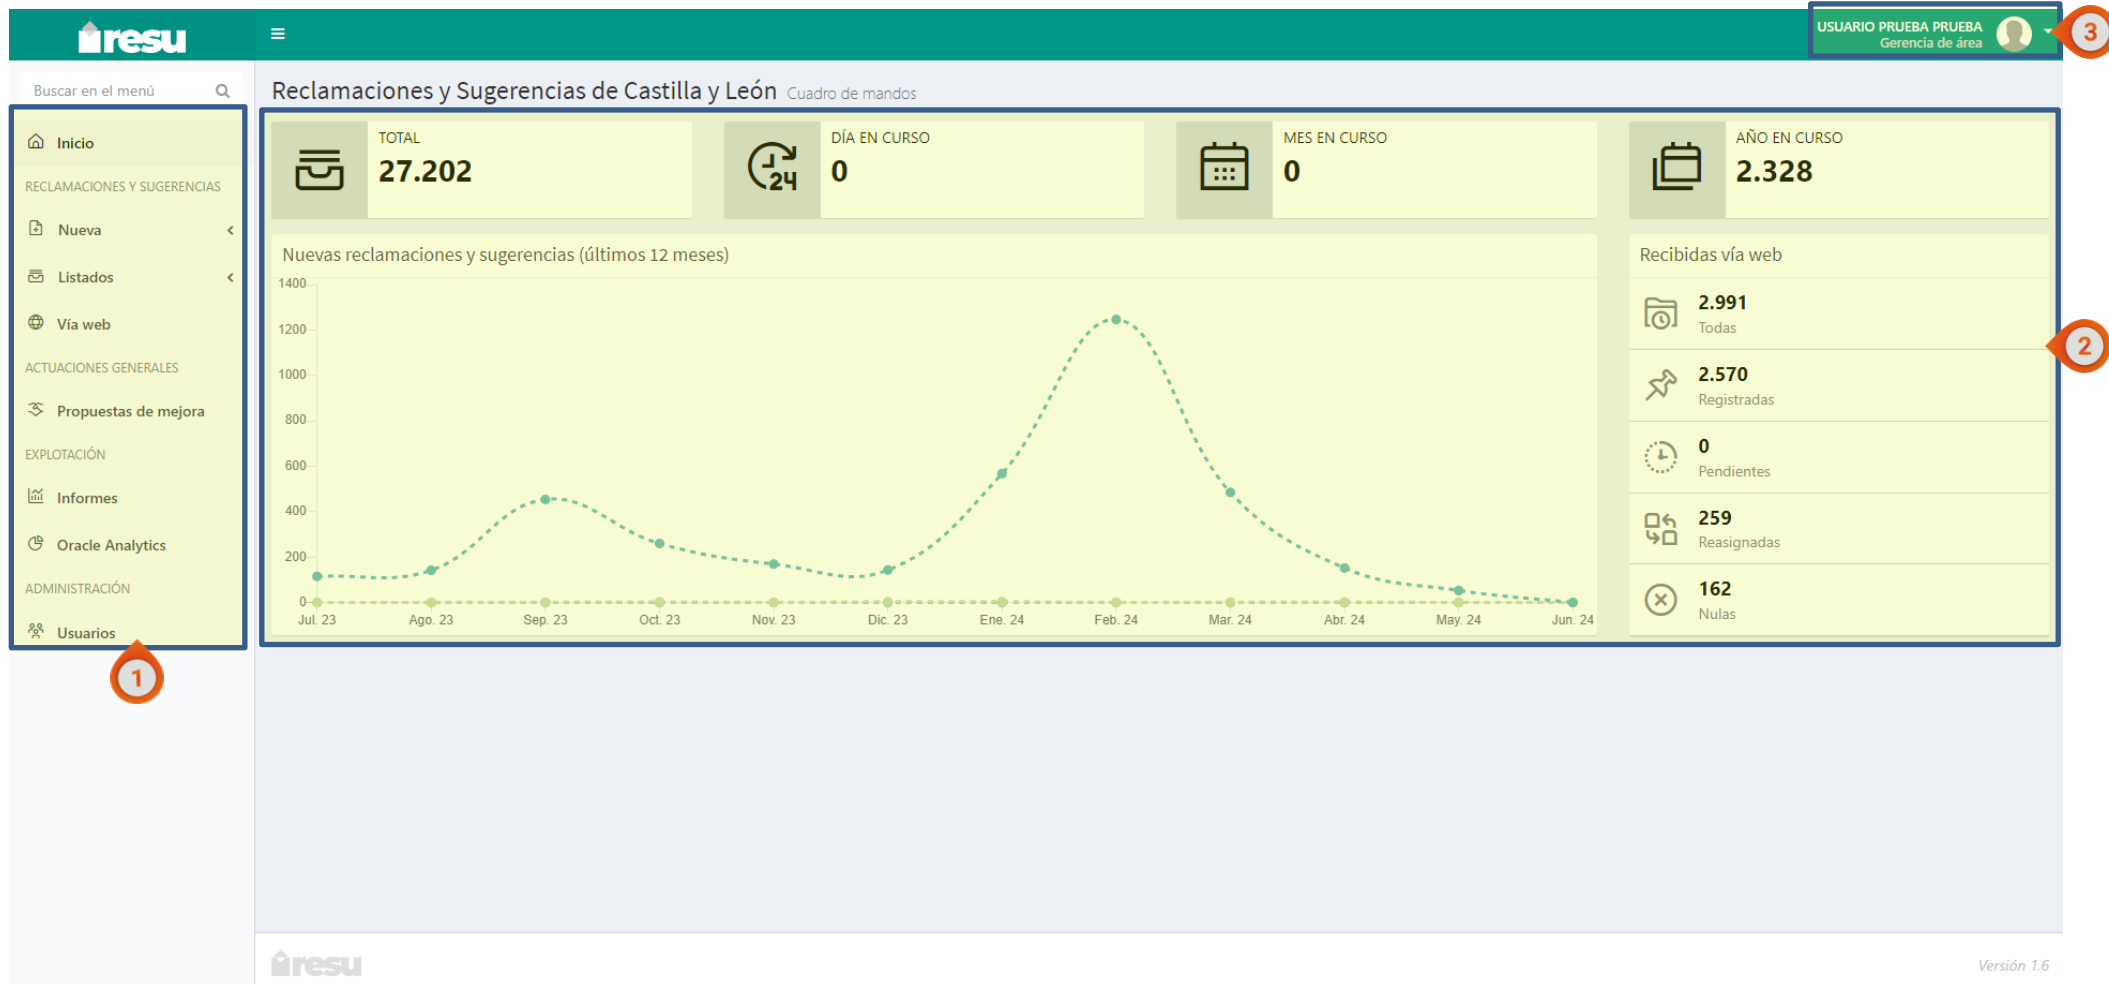 resu
USUARIO PRUEBA PRUEBA
Gerencia de área
3
Buscar en el menú
Reclamaciones y Sugerencias de Castilla y León Cuadro de mandos
Inicio
RECLAMACIONES Y SUGERENCIAS
Nueva
Listados
Vía web
ACTUACIONES GENERALES
Propuestas de mejora
EXPLOTACIÓN
Informes
Oracle Analytics
ADMINISTRACIÓN
Usuarios
1
TOTAL
27.202
24
DÍA EN CURSO
0
MES EN CURSO
0
AÑO EN CURSO
2.328
Nuevas reclamaciones y sugerencias (últimos 12 meses)
1400
1200
1000
800
600
400
200
0
Jul. 23 Ago. 23 Sep. 23 Oct. 23 Nov. 23 Dic. 23 Ene. 24 Feb. 24 Mar. 24 Abr. 24 May. 24 Jun. 24
Recibidas vía web
2.991
Todas
2
2.570
Registradas
0
Pendientes
259
Reasignadas
162
Nulas
resu
Versión 1.6